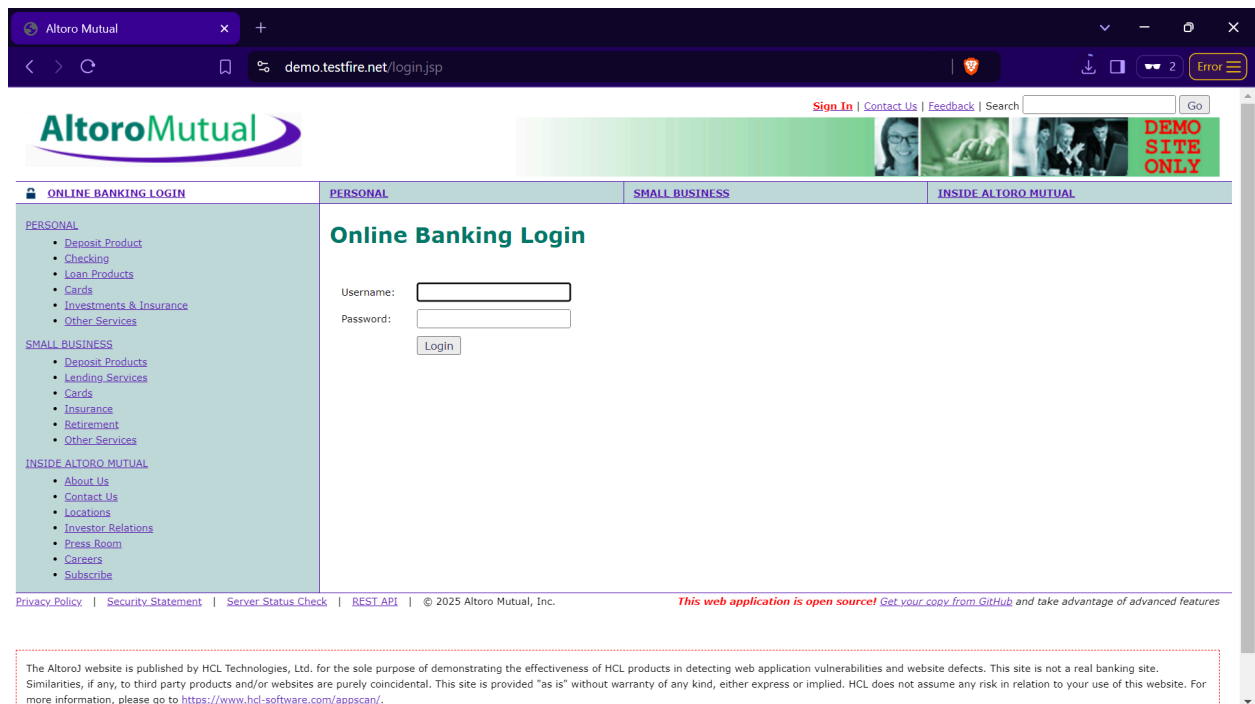 Altoro Mutual
demo.testfire.net/login.jsp
2
Error
Sign In | Contact Us | Feedback | Search
Go
AltoroMutual
DEMO
SITE
ONLY
ONLINE BANKING LOGIN
PERSONAL
SMALL BUSINESS
INSIDE ALTORO MUTUAL
PERSONAL
Deposit Product
Checking
Loan Products
Cards
Investments & Insurance
Other Services
SMALL BUSINESS
Deposit Products
Lending Services
Cards
Insurance
Retirement
Other Services
INSIDE ALTORO MUTUAL
About Us
Contact Us
Locations
Investor Relations
Press Room
Careers
Subscribe
Online Banking Login
Username:
Password:
Login
Privacy Policy | Security Statement | Server Status Check | REST API | © 2025 Altoro Mutual, Inc.
This web application is open source! Get your copy from GitHub and take advantage of advanced features
The AltoroJ website is published by HCL Technologies, Ltd. for the sole purpose of demonstrating the effectiveness of HCL products in detecting web application vulnerabilities and website defects. This site is not a real banking site.
Similarities, if any, to third party products and/or websites are purely coincidental. This site is provided "as is" without warranty of any kind, either express or implied. HCL does not assume any risk in relation to your use of this website. For
more information, please go to https://www.hcl-software.com/appscan/.